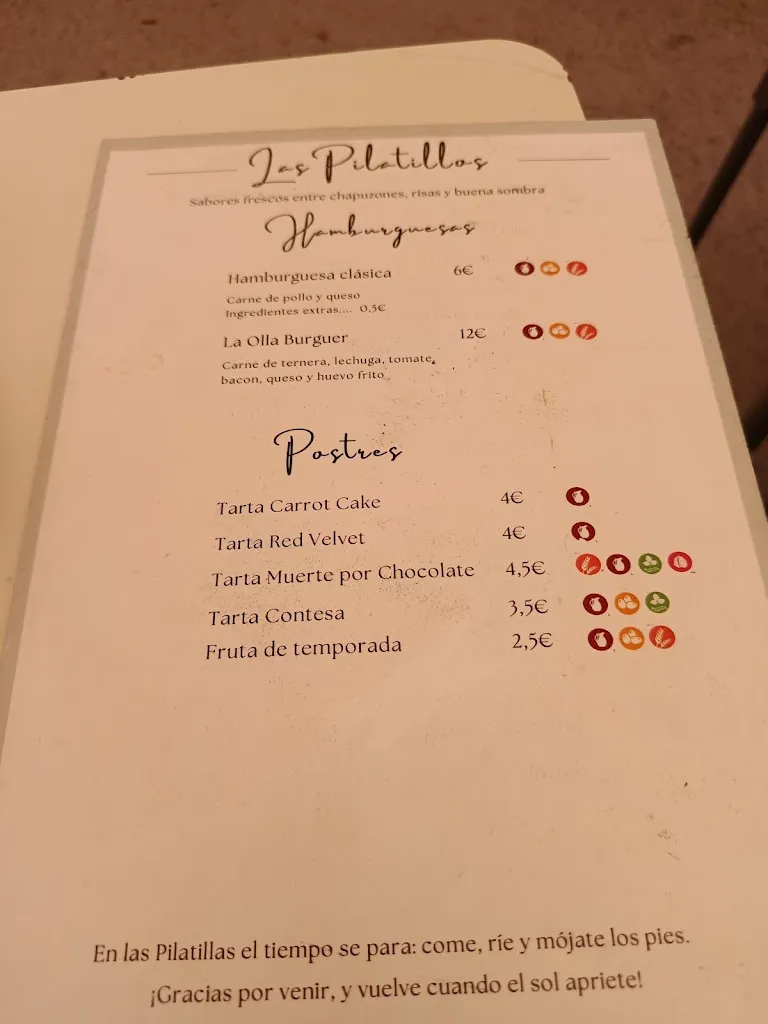 Las Pilatillos
Sabores frescos entre chapuzones, risas y buena sombra
Hamburguesas
Hamburguesa clásica 6€
Carne de pollo y queso
Ingredientes extras.... 0,5€
La Olla Burguer 12€
Carne de ternera, lechuga, tomate,
bacon, queso y huevo frito
Postres
Tarta Carrot Cake 4€
Tarta Red Velvet 4€
Tarta Muerte por Chocolate 4,5€
Tarta Contesa 3,5€
Fruta de temporada 2,5€
En las Pilatillas el tiempo se para: come, ríe y mójate los pies.
¡Gracias por venir, y vuelve cuando el sol apriete!